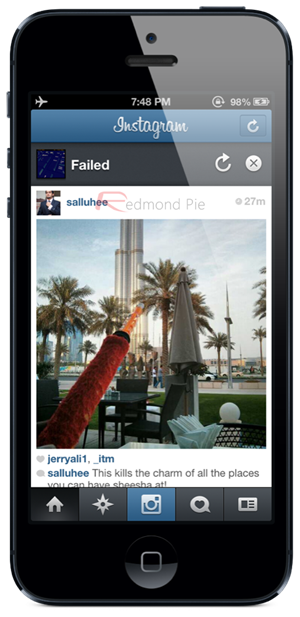 7:48 PM 98%
Instagram
Failed
salluhee Redmond Pie 27m
jerryali1, _itm
salluhee This kills the charm of all the places
you can have sheesha at!